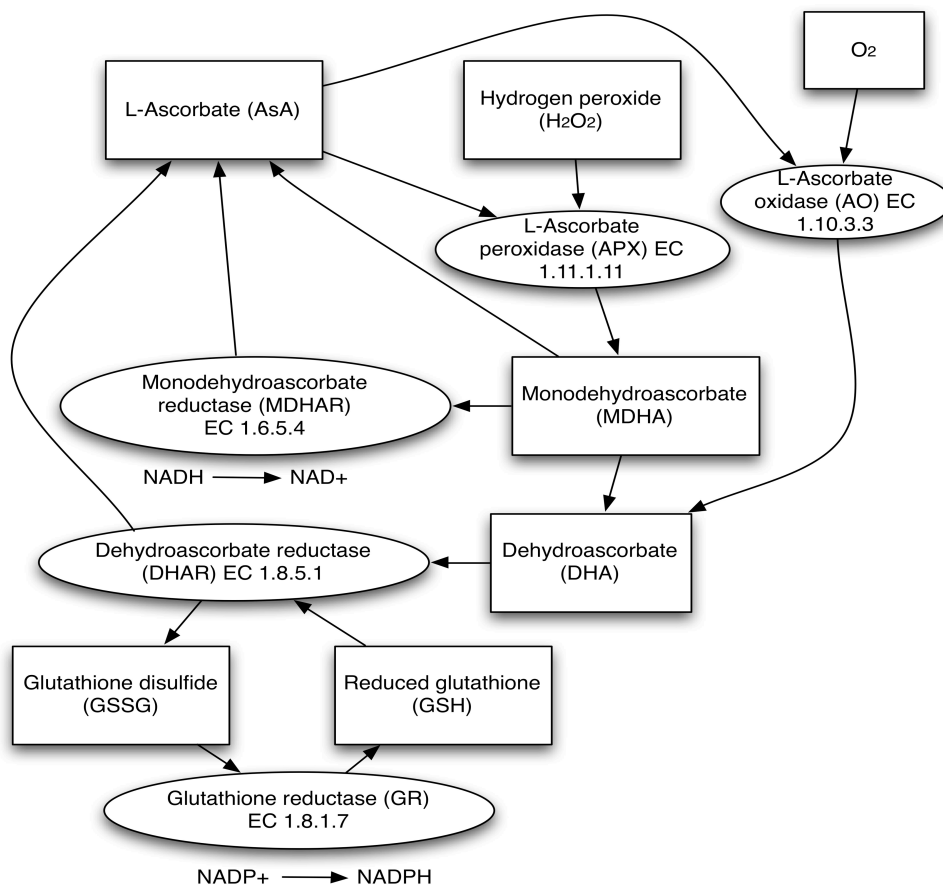 O2
L-Ascorbate (AsA)
Hydrogen peroxide
(H2O2)
L-Ascorbate
oxidase (AO) EC
1.10.3.3
L-Ascorbate
peroxidase (APX) EC
1.11.1.11
Monodehydroascorbate
reductase (MDHAR)
EC 1.6.5.4
Monodehydroascorbate
(MDHA)
NADH NAD+
Dehydroascorbate reductase
(DHAR) EC 1.8.5.1
Dehydroascorbate
(DHA)
Glutathione disulfide
(GSSG)
Reduced glutathione
(GSH)
Glutathione reductase (GR)
EC 1.8.1.7
NADP+ NADPH